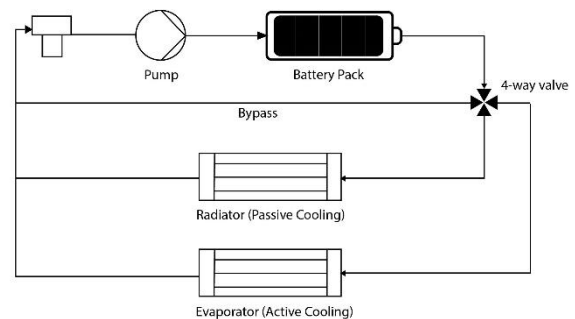 Pump
Battery Pack
4-way valve
Bypass
Radiator (Passive Cooling)
Evaporator (Active Cooling)